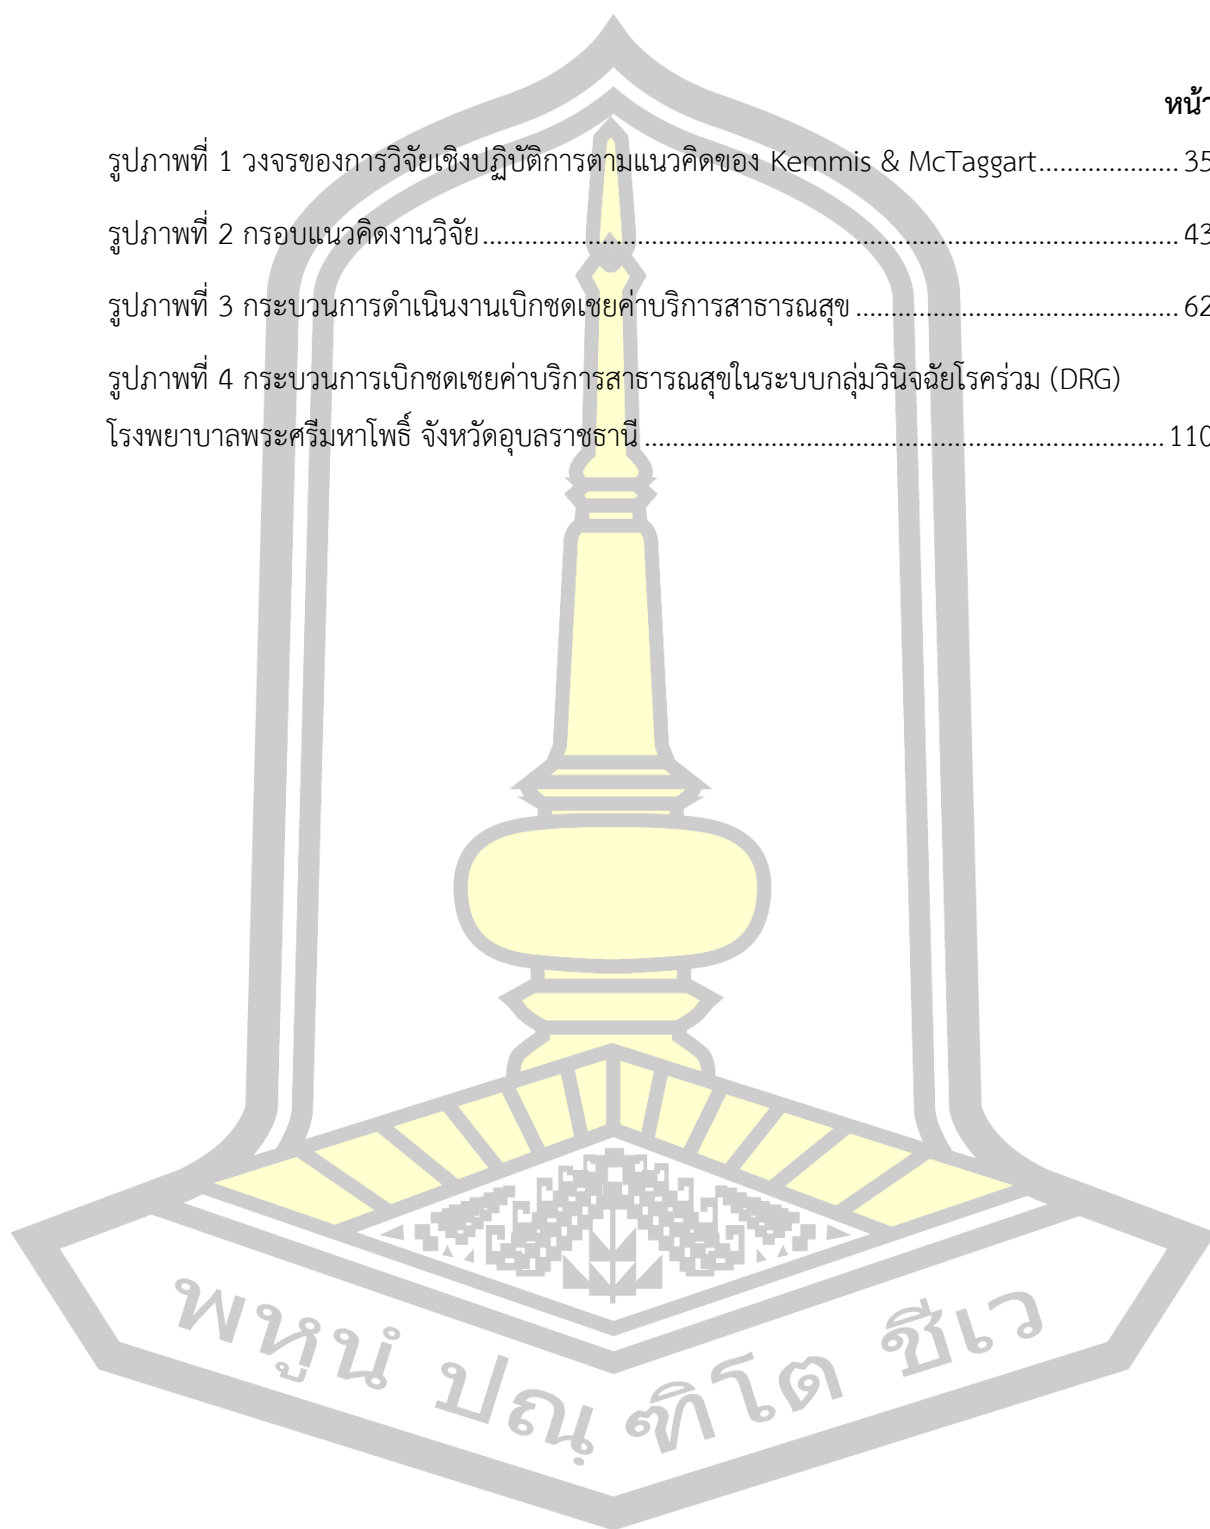 หน้า
รูปภาพที่ 1 วงจรของการวิจัยเชิงปฏิบัติการตามแนวคิดของ Kemmis & McTaggart.................... 35
รูปภาพที่ 2 กรอบแนวคิดงานวิจัย.................................................................................................... 43
รูปภาพที่ 3 กระบวนการดำเนินงานเบิกชดเชยค่าบริการสาธารณสุข .............................................. 62
รูปภาพที่ 4 กระบวนการเบิกชดเชยค่าบริการสาธารณสุขในระบบกลุ่มวินิจฉัยโรคร่วม (DRG)
โรงพยาบาลพระศรีมหาโพธิ์ จังหวัดอุบลราชธานี .......................................................................... 110
พหูนํ ปณฺฑิโต ชีเว